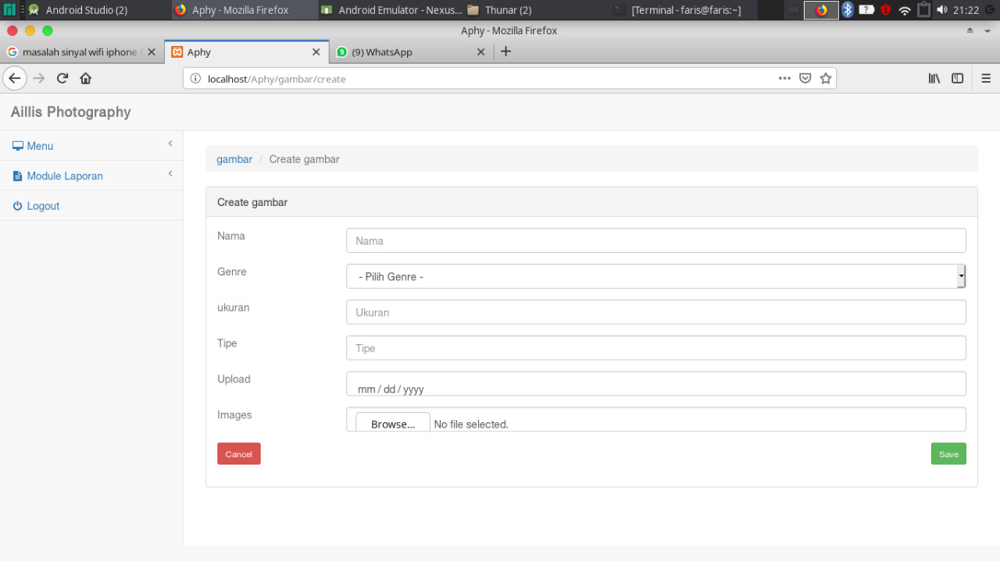 Android Studio (2) Aphy - Mozilla Firefox Android Emulator - Nexus... Thunar (2) [Terminal - faris@faris:~] 21:22
Aphy - Mozilla Firefox
masalah sinyal wifi iphone Aphy (9) WhatsApp
localhost/Aphy/gambar/create
Aillis Photography
Menu
Module Laporan
Logout
gambar / Create gambar
Create gambar
Nama Nama
Genre - Pilih Genre -
ukuran Ukuran
Tipe Tipe
Upload mm / dd / yyyy
Images Browse... No file selected.
Cancel Save